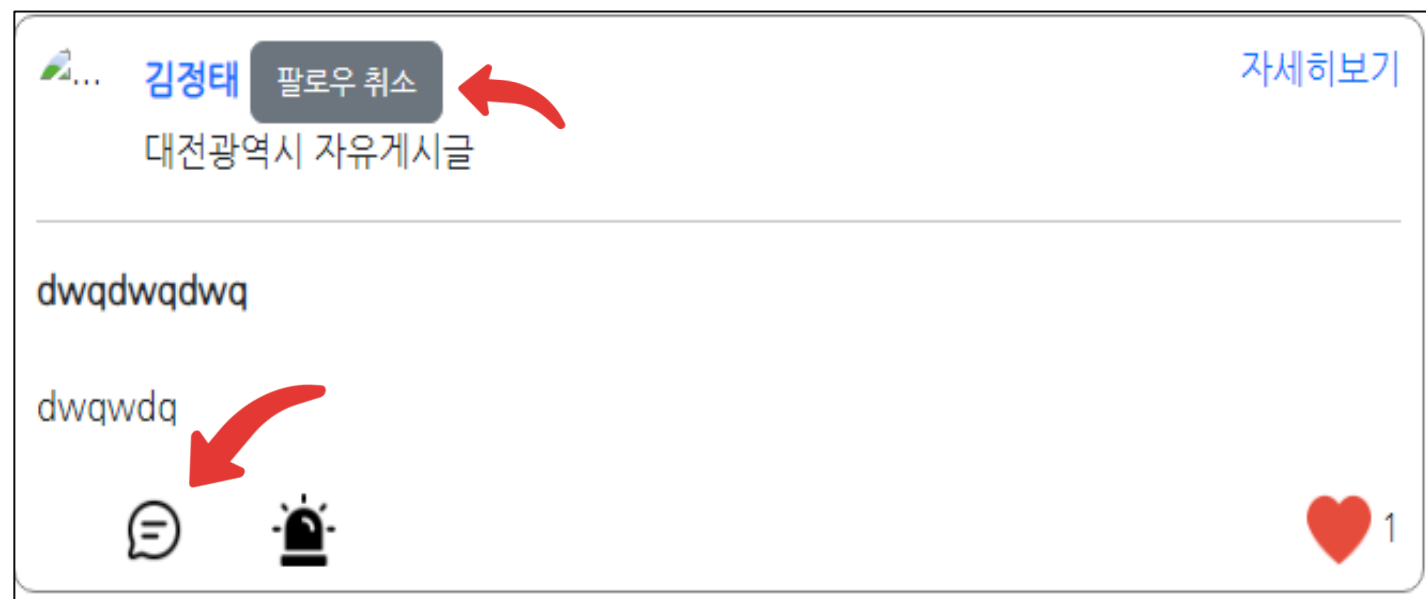 ... 김정태 팔로우 취소 자세히보기
대전광역시 자유게시글
dwqdwqdwq
dwqwdq
1